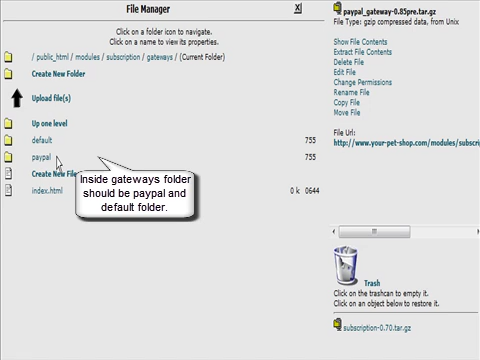 File Manager
X
Click on a folder icon to navigate.
Click on a name to view its properties.
/ public_html / modules / subscription / gateways / (Current Folder)
Create New Folder
Upload file(s)
Up one level
default 755
paypal 755
Create New File
index.html 0 k 0644
Inside gateways folder
should be paypal and
default folder.
paypal_gateway-0.85pre.tar.gz
File Type: gzip compressed data, from Unix
Show File Contents
Extract File Contents
Delete File
Edit File
Change Permissions
Rename File
Copy File
Move File
File Url:
http://www.your-pet-shop.com/modules/subscri
Trash
Click on the trashcan to empty it.
Click on an object below to restore it.
subscription-0.70.tar.gz